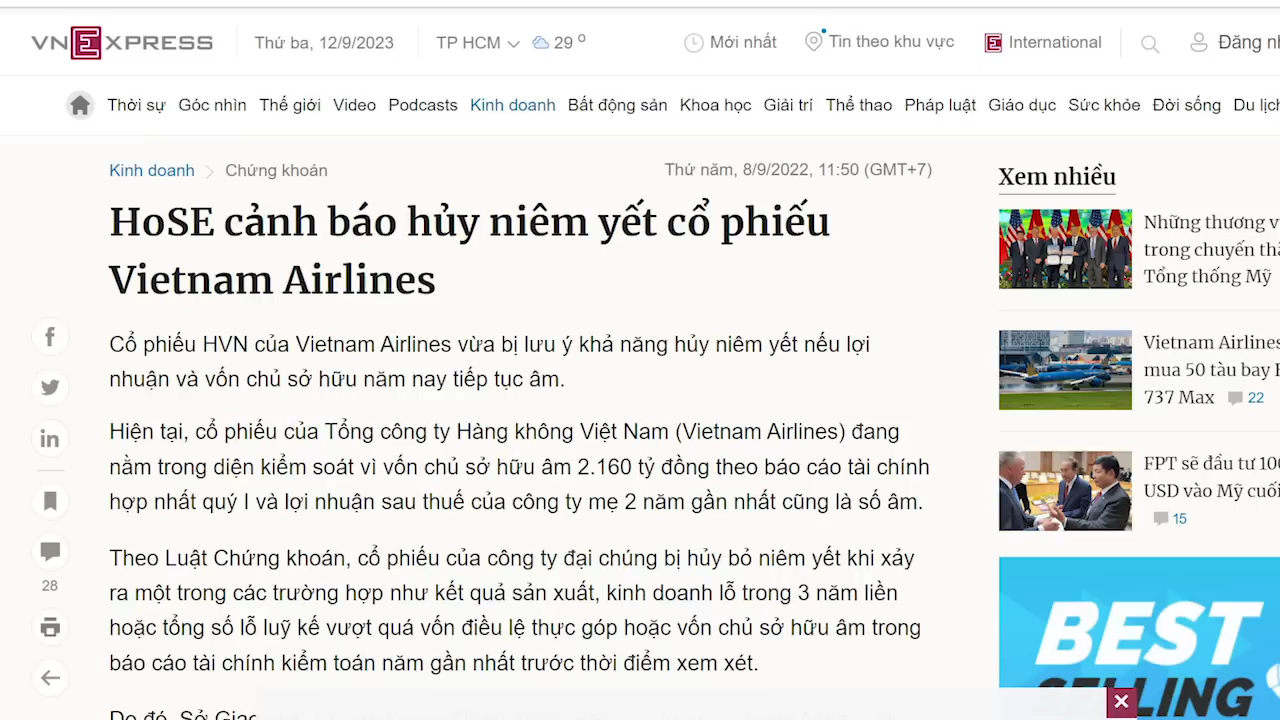 VNEXPRESS
Thứ ba, 12/9/2023
TP HCM
29 º
Mới nhất
Tin theo khu vực
International
Đăng nh
Thời sự Góc nhìn Thế giới Video Podcasts Kinh doanh Bất động sản Khoa học Giải trí Thể thao Pháp luật Giáo dục Sức khỏe Đời sống Du lịch
Kinh doanh
Chứng khoán
Thứ năm, 8/9/2022, 11:50 (GMT+7)
HoSE cảnh báo hủy niêm yết cổ phiếu
Vietnam Airlines
Cổ phiếu HVN của Vietnam Airlines vừa bị lưu ý khả năng hủy niêm yết nếu lợi
nhuận và vốn chủ sở hữu năm nay tiếp tục âm.
Hiện tại, cổ phiếu của Tổng công ty Hàng không Việt Nam (Vietnam Airlines) đang
nằm trong diện kiểm soát vì vốn chủ sở hữu âm 2.160 tỷ đồng theo báo cáo tài chính
hợp nhất quý I và lợi nhuận sau thuế của công ty mẹ 2 năm gần nhất cũng là số âm.
Theo Luật Chứng khoán, cổ phiếu của công ty đại chúng bị hủy bỏ niêm yết khi xảy
ra một trong các trường hợp như kết quả sản xuất, kinh doanh lỗ trong 3 năm liền
hoặc tổng số lỗ luỹ kế vượt quá vốn điều lệ thực góp hoặc vốn chủ sở hữu âm trong
báo cáo tài chính kiểm toán năm gần nhất trước thời điểm xem xét.
Do đó, Sở Giao
28
Xem nhiều
Những thương v
trong chuyến thă
Tổng thống Mỹ
Vietnam Airlines
mua 50 tàu bay B
737 Max
22
FPT sẽ đầu tư 100
USD vào Mỹ cuối
15
BEST
SELLING